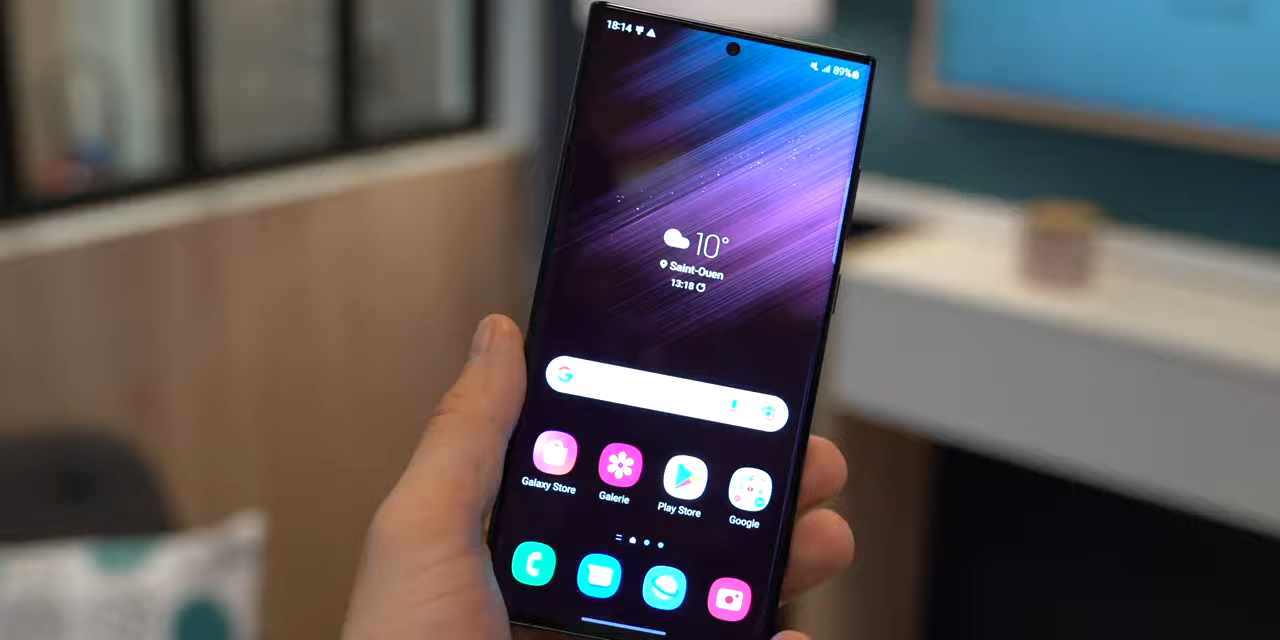 18:14
89%
10°
Saint-Ouen
13:18
G
Galaxy Store
Galerie
Play Store
Google